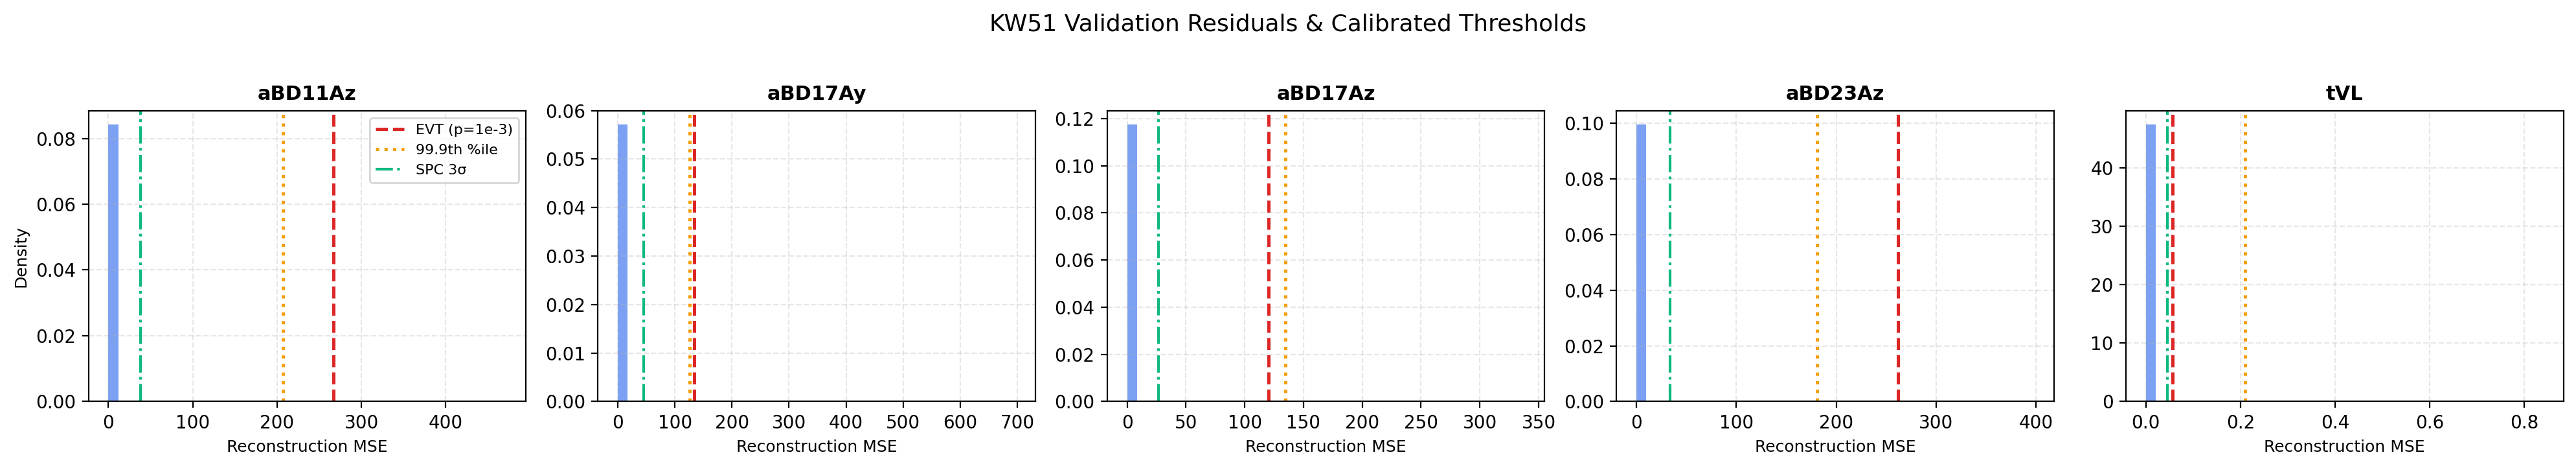 KW51 Validation Residuals & Calibrated Thresholds
aBD11Az
Density
0.08
0.06
0.04
0.02
0.00
EVT (p=1e-3)
99.9th %ile
SPC 3σ
0 100 200 300 400
Reconstruction MSE
aBD17Ay
0.06
0.05
0.04
0.03
0.02
0.01
0.00
0 100 200 300 400 500 600 700
Reconstruction MSE
aBD17Az
0.12
0.10
0.08
0.06
0.04
0.02
0.00
0 50 100 150 200 250 300 350
Reconstruction MSE
aBD23Az
0.10
0.08
0.06
0.04
0.02
0.00
0 100 200 300 400
Reconstruction MSE
tVL
40
30
20
10
0
0.0 0.2 0.4 0.6 0.8
Reconstruction MSE